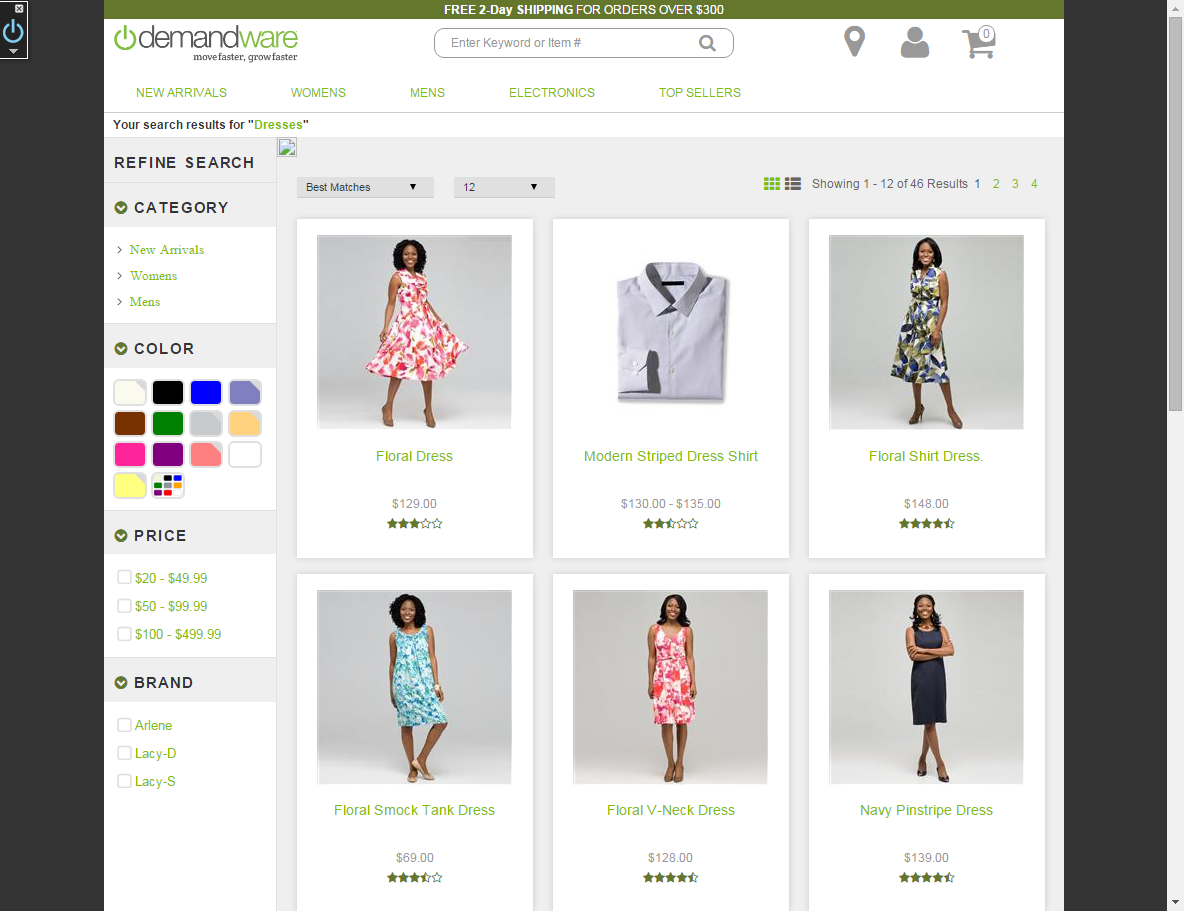 FREE 2-Day SHIPPING FOR ORDERS OVER $300
demandware
move faster, grow faster
Enter Keyword or Item #
0
NEW ARRIVALS WOMENS MENS ELECTRONICS TOP SELLERS
Your search results for "Dresses"
REFINE SEARCH
CATEGORY
New Arrivals
Womens
Mens
COLOR
PRICE
$20 - $49.99
$50 - $99.99
$100 - $499.99
BRAND
Arlene
Lacy-D
Lacy-S
Best Matches 12 Showing 1 - 12 of 46 Results 1 2 3 4
Floral Dress
$129.00
Modern Striped Dress Shirt
$130.00 - $135.00
Floral Shirt Dress.
$148.00
Floral Smock Tank Dress
$69.00
Floral V-Neck Dress
$128.00
Navy Pinstripe Dress
$139.00